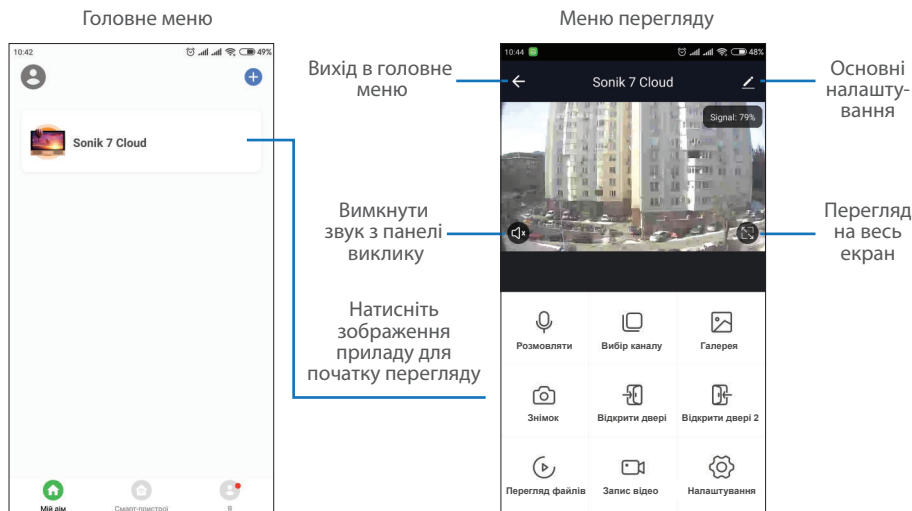 Головне меню
10:42
49%
Sonik 7 Cloud
Мій дім
Смарт-пристрої
Я
Вихід в головне
меню
Вимкнути
звук з панелі
виклику
Натисніть
зображення
приладу для
початку перегляду
Меню перегляду
10:44
48%
Sonik 7 Cloud
Signal: 79%
Розмовляти
Вибір каналу
Галерея
Знімок
Відкрити двері
Відкрити двері 2
Перегляд файлів
Запис відео
Налаштування
Основні
налашту-
вання
Перегляд
на весь
екран